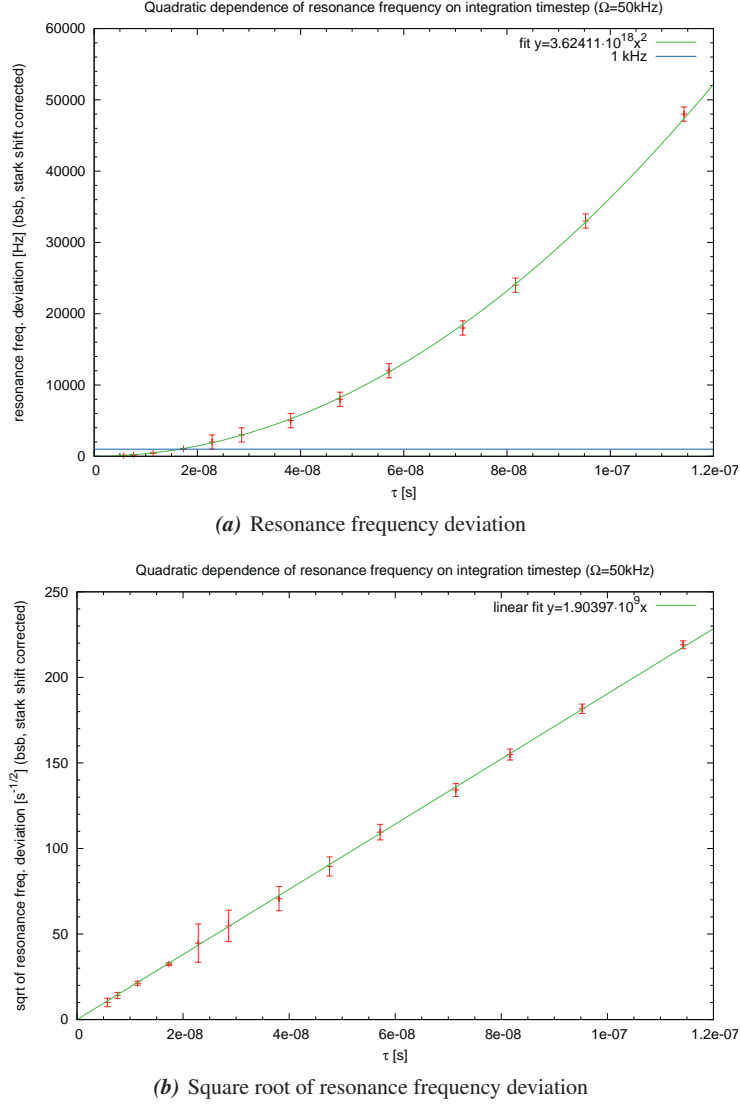 Quadratic dependence of resonance frequency on integration timestep (Ω=50kHz)
fit y=3.62411·10^18x^2
1 kHz
resonance freq. deviation [Hz] (bsb, stark shift corrected)
60000
50000
40000
30000
20000
10000
0
0 2e-08 4e-08 6e-08 8e-08 1e-07 1.2e-07
τ [s]
(a) Resonance frequency deviation
Quadratic dependence of resonance frequency on integration timestep (Ω=50kHz)
linear fit y=1.90397·10^9x
sqrt of resonance freq. deviation [s^-1/2] (bsb, stark shift corrected)
250
200
150
100
50
0
0 2e-08 4e-08 6e-08 8e-08 1e-07 1.2e-07
τ [s]
(b) Square root of resonance frequency deviation